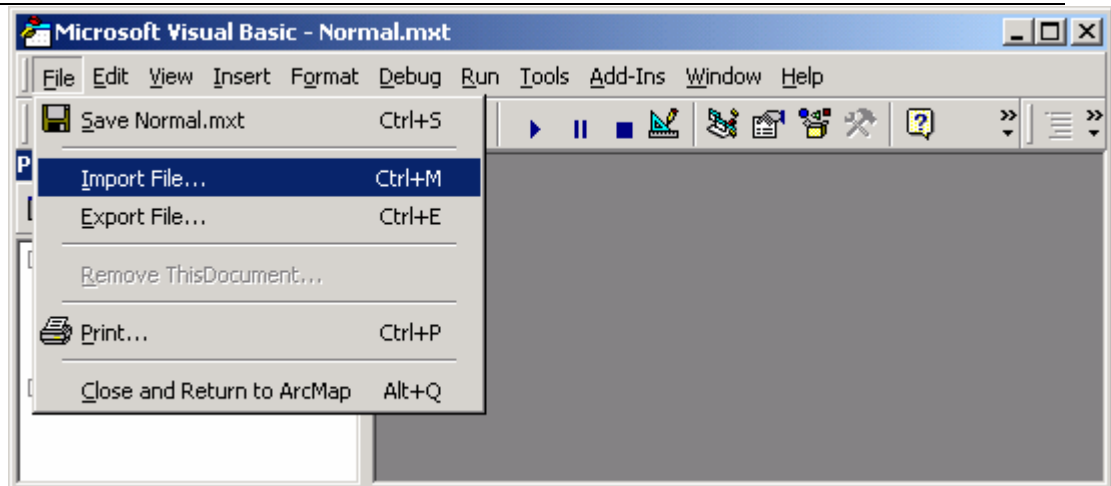 Microsoft Visual Basic - Normal.mxt
File Edit View Insert Format Debug Run Tools Add-Ins Window Help
Save Normal.mxt Ctrl+S
Import File... Ctrl+M
Export File... Ctrl+E
Remove ThisDocument...
Print... Ctrl+P
Close and Return to ArcMap Alt+Q